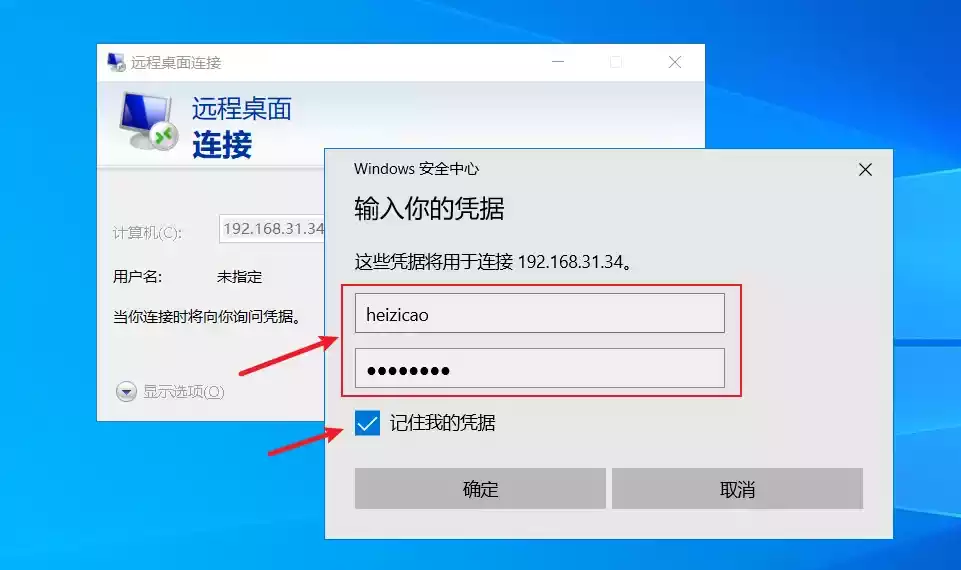 远程桌面连接
远程桌面
连接
计算机(C):
192.168.31.34
用户名:
未指定
当你连接时将向你询问凭据。
显示选项(O)
Windows 安全中心
输入你的凭据
这些凭据将用于连接 192.168.31.34。
heizicao
●●●●●●●●
记住我的凭据
确定
取消